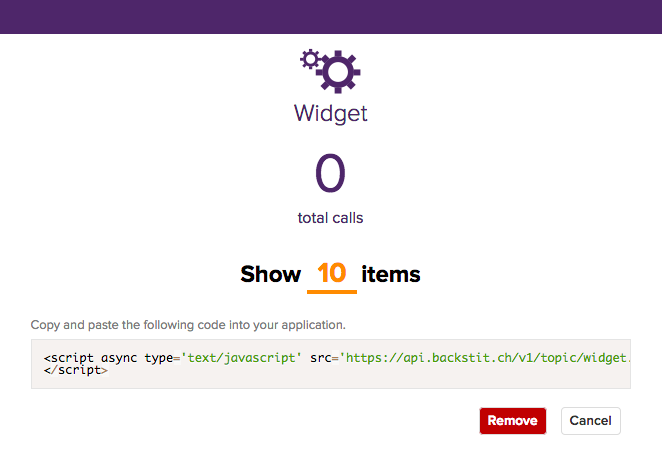 Widget
0
total calls
Show 10 items
Copy and paste the following code into your application.
<script async type='text/javascript' src='https://api.backstit.ch/v1/topic/widget.
</script>
Remove Cancel